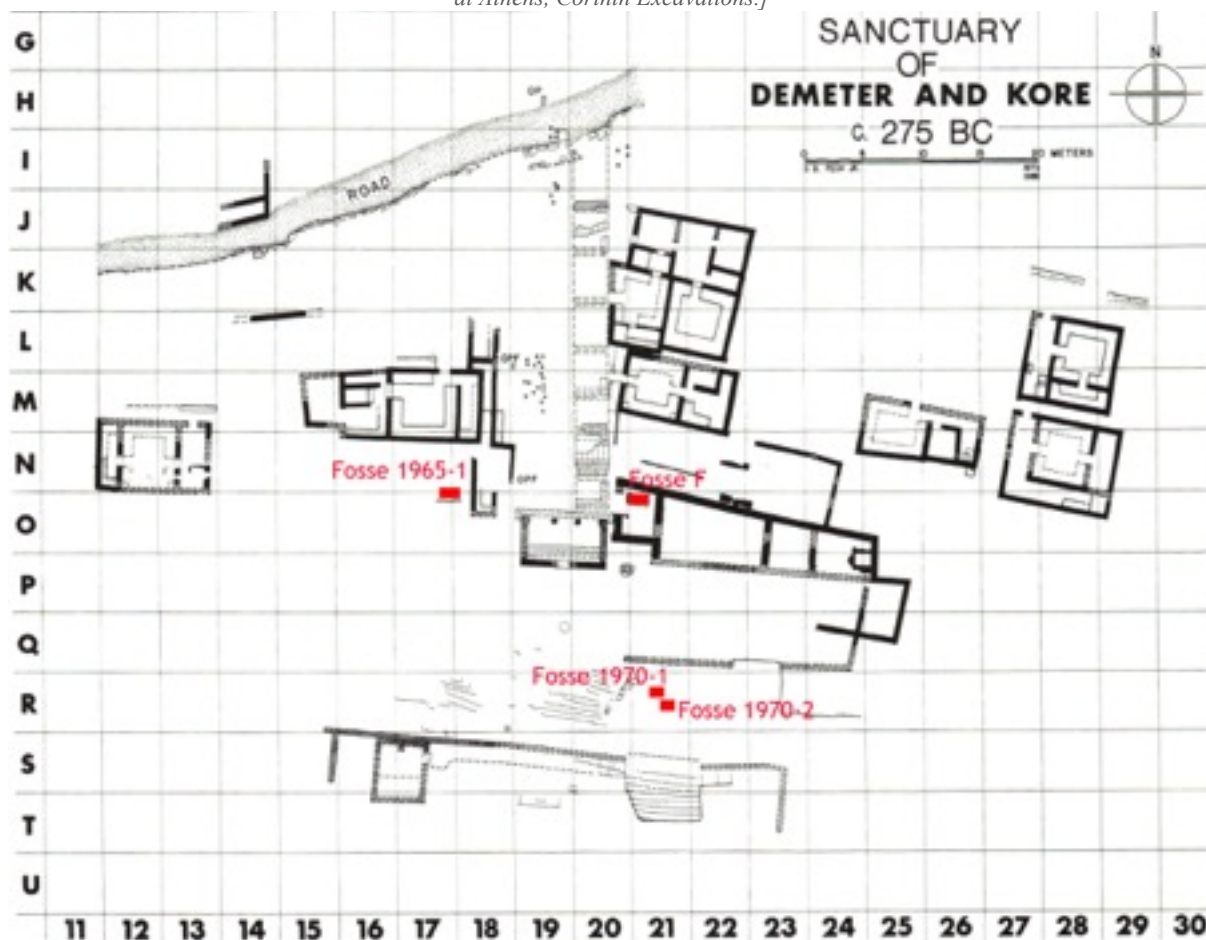 at Athens, Corinth Excavations.]
SANCTUARY
OF
DEMETER AND KORE
C. 275 BC
N
METERS
G
H
I
J
K
L
M
N
O
P
Q
R
S
T
U
ROAD
OPF
OPF
Fosse 1965-1
Fosse F
Fosse 1970-1
Fosse 1970-2
11 12 13 14 15 16 17 18 19 20 21 22 23 24 25 26 27 28 29 30